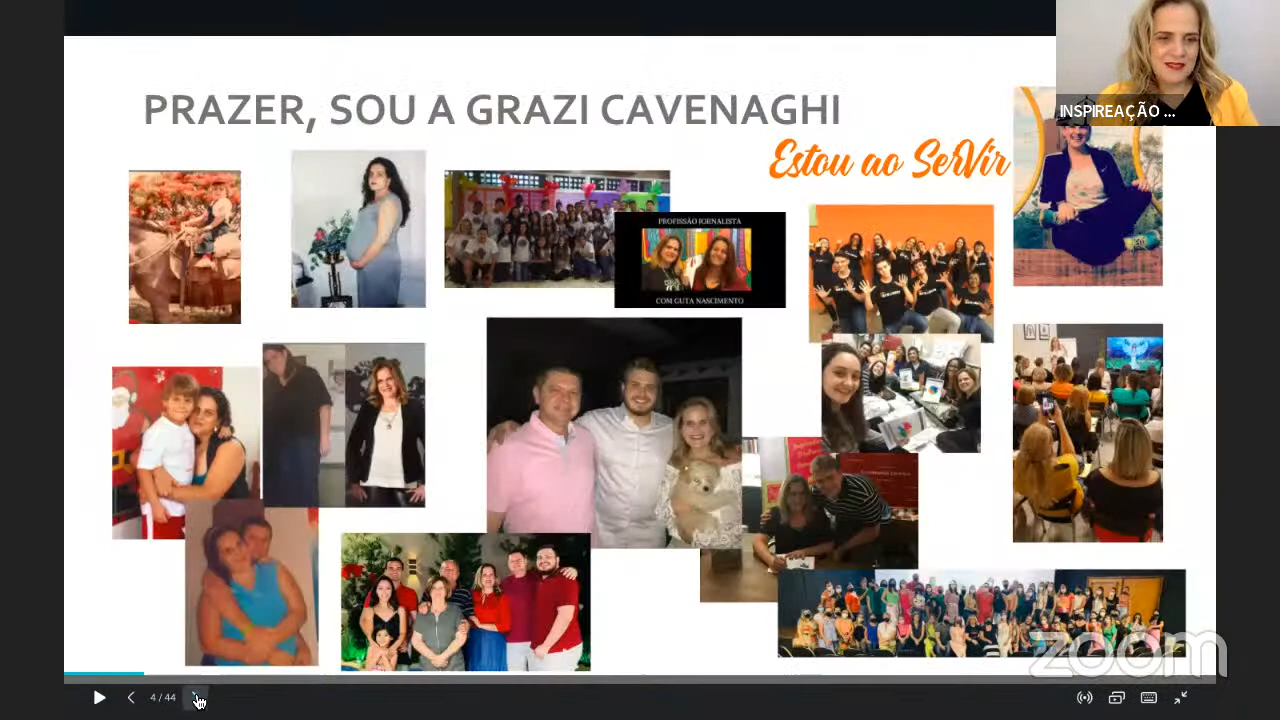 INSPIREAÇÃO ...
PRAZER, SOU A GRAZI CAVENAGHI
Estou ao SerVir
PROFISSÃO JORNALISTA
COM GUTA NASCIMENTO
zoom
4 / 44